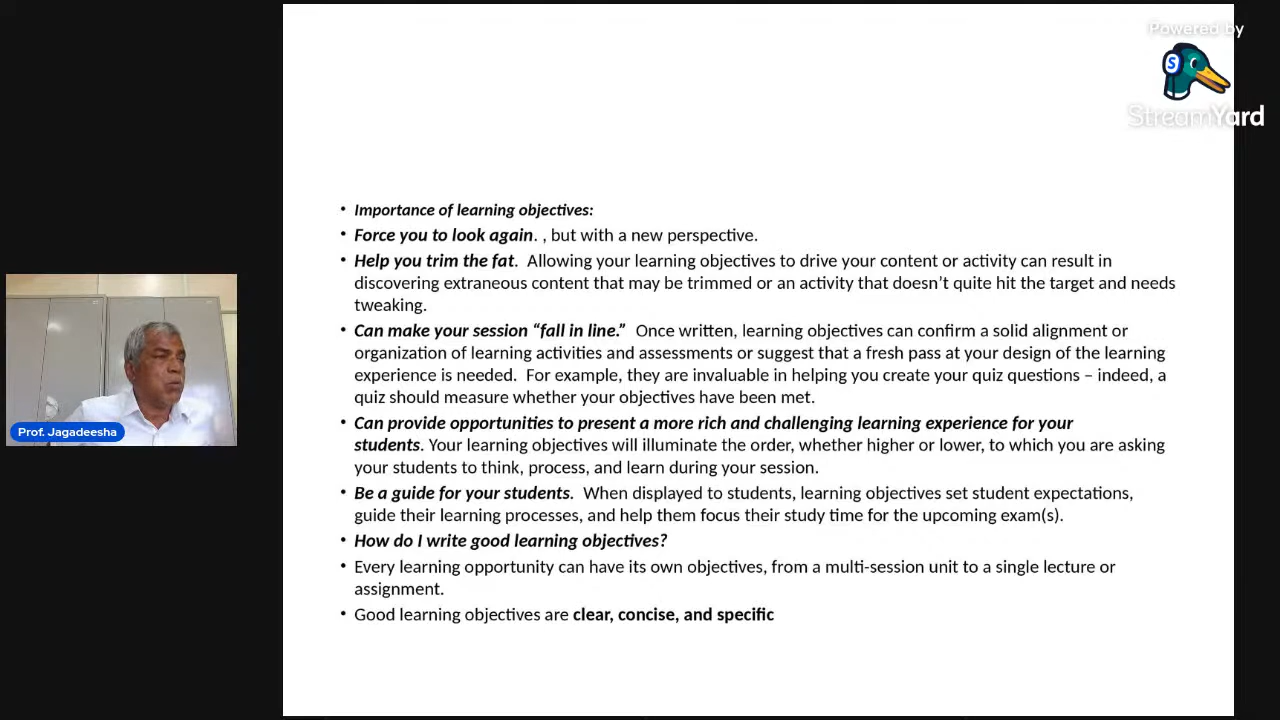 Powered by
StreamYard
• Importance of learning objectives:
• Force you to look again. , but with a new perspective.
• Help you trim the fat.  Allowing your learning objectives to drive your content or activity can result in
discovering extraneous content that may be trimmed or an activity that doesn’t quite hit the target and needs
tweaking.
• Can make your session “fall in line.”  Once written, learning objectives can confirm a solid alignment or
organization of learning activities and assessments or suggest that a fresh pass at your design of the learning
experience is needed.  For example, they are invaluable in helping you create your quiz questions – indeed, a
quiz should measure whether your objectives have been met.
• Can provide opportunities to present a more rich and challenging learning experience for your
students. Your learning objectives will illuminate the order, whether higher or lower, to which you are asking
your students to think, process, and learn during your session.
• Be a guide for your students.  When displayed to students, learning objectives set student expectations,
guide their learning processes, and help them focus their study time for the upcoming exam(s).
• How do I write good learning objectives?
• Every learning opportunity can have its own objectives, from a multi-session unit to a single lecture or
assignment.
• Good learning objectives are clear, concise, and specific
Prof. Jagadeesha